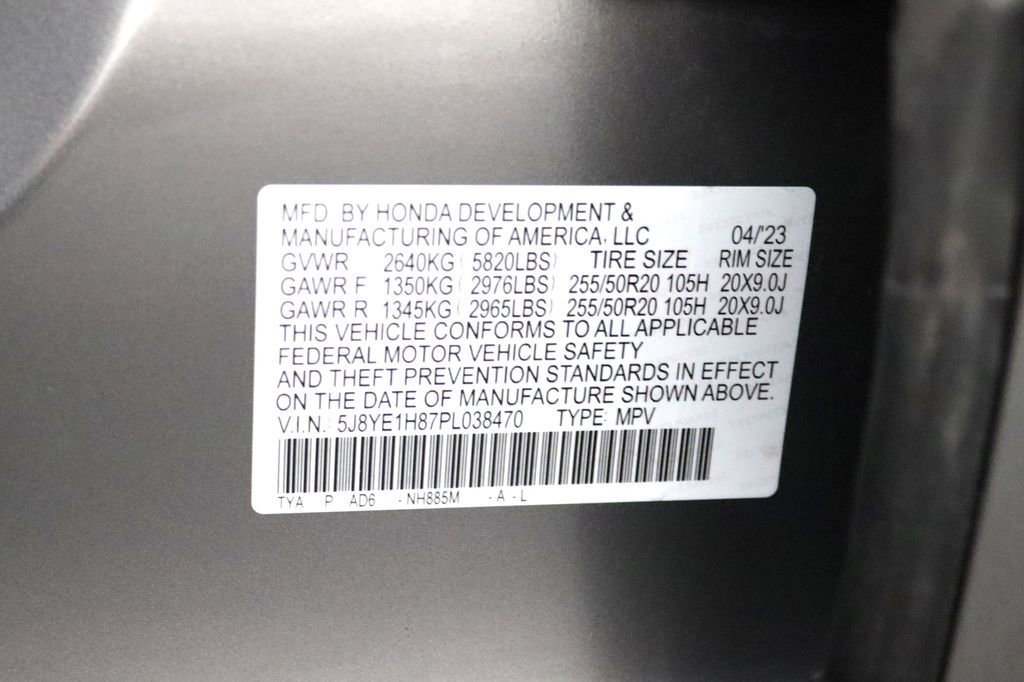 MFD BY HONDA DEVELOPMENT &
MANUFACTURING OF AMERICA, LLC 04/'23
GVWR 2640KG ( 5820LBS) TIRE SIZE RIM SIZE
GAWR F 1350KG ( 2976LBS) 255/50R20 105H 20X9.0J
GAWR R 1345KG ( 2965LBS) 255/50R20 105H 20X9.0J
THIS VEHICLE CONFORMS TO ALL APPLICABLE
FEDERAL MOTOR VEHICLE SAFETY
AND THEFT PREVENTION STANDARDS IN EFFECT
ON THE DATE OF MANUFACTURE SHOWN ABOVE.
V.I.N.: 5J8YE1H87PL038470 TYPE: MPV
TYA P AD6 - NH885M - A - L